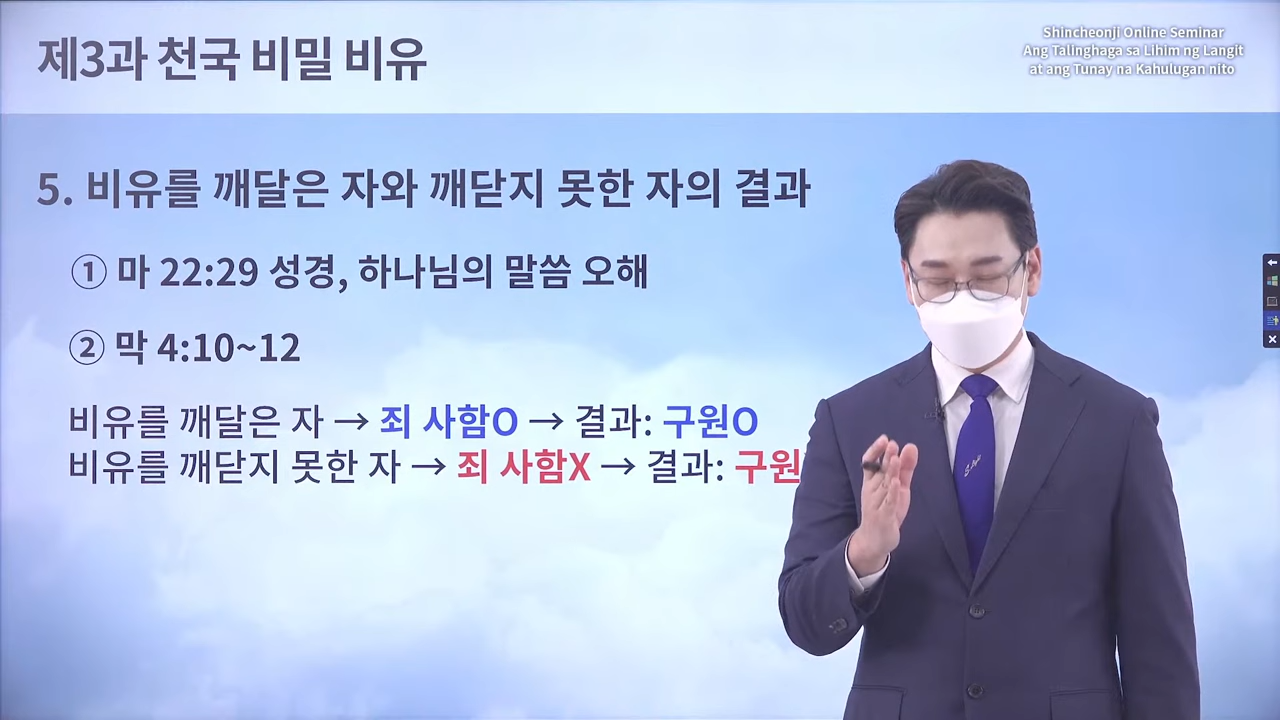 제3과 천국 비밀 비유
Shincheonji Online Seminar
Ang Talinghaga sa Lihim ng Langit
at ang Tunay na Kahulugan nito
5. 비유를 깨달은 자와 깨닫지 못한 자의 결과
① 마 22:29 성경, 하나님의 말씀 오해
② 막 4:10~12
비유를 깨달은 자 → 죄 사함O → 결과: 구원O
비유를 깨닫지 못한 자 → 죄 사함X → 결과: 구원